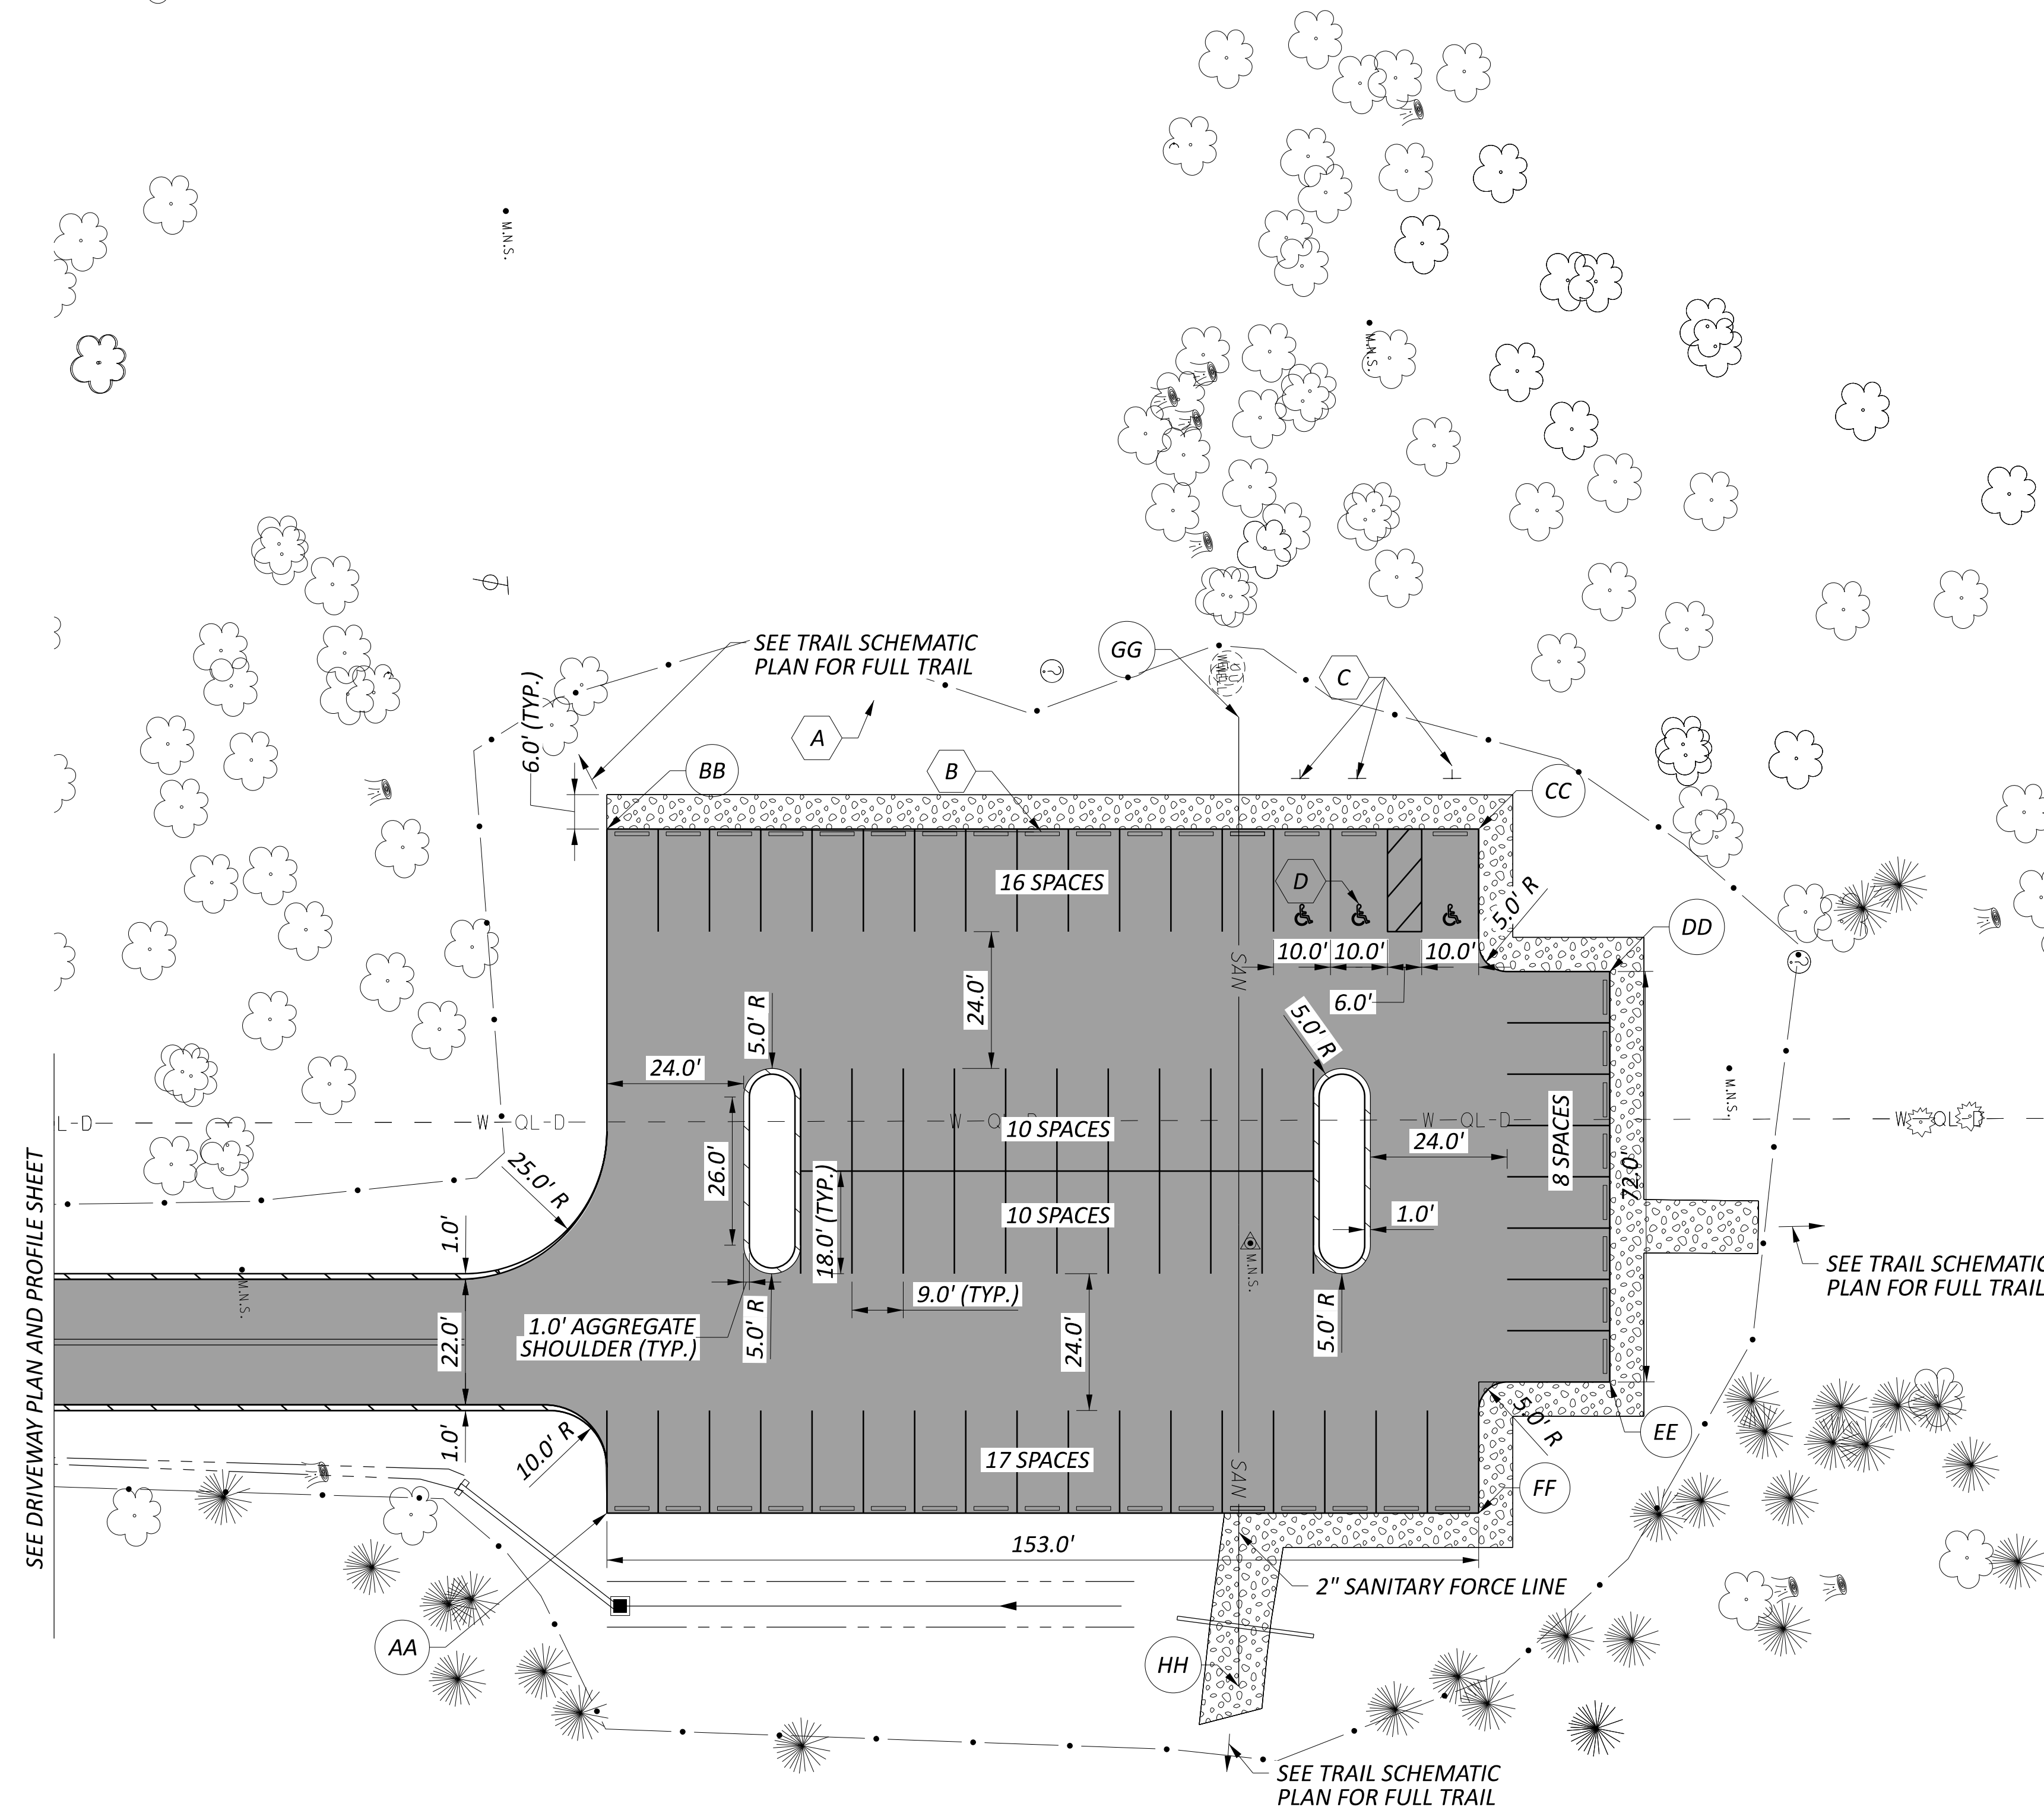 M.N.S.
M.N.S.
SEE TRAIL SCHEMATIC
PLAN FOR FULL TRAIL
GG
C
6.0' (TYP.)
A
BB
B
CC
16 SPACES
D
5.0' R
DD
10.0'
10.0'
10.0'
SAN
6.0'
24.0'
5.0' R
5.0' R
24.0'
L-D
W
QL-D
W
10 SPACES
W
QL-D
W
QL-D
8 SPACES
72.0'
24.0'
M.N.S.
SEE DRIVEWAY PLAN AND PROFILE SHEET
25.0' R
26.0'
18.0' (TYP.)
10 SPACES
1.0'
1.0'
M.N.S.
M.N.S.
9.0' (TYP.)
SEE TRAIL SCHEMATIC
PLAN FOR FULL TRAIL
1.0' AGGREGATE
SHOULDER (TYP.)
22.0'
5.0' R
24.0'
5.0' R
1.0'
10.0' R
17 SPACES
SAN
5.0' R
EE
FF
153.0'
2" SANITARY FORCE LINE
AA
HH
SEE TRAIL SCHEMATIC
PLAN FOR FULL TRAIL